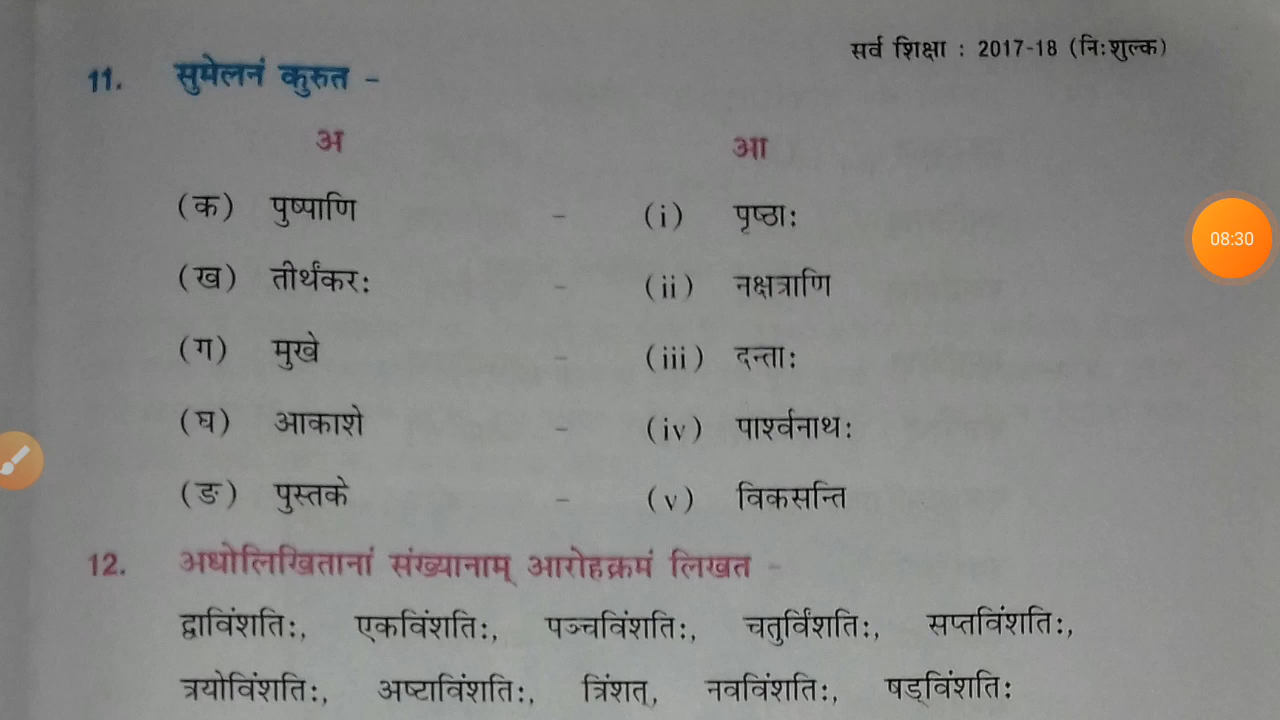 सर्व शिक्षा : 2017-18 (नि:शुल्क)
11. सुमेलनं कुरुत -
अ आ
(क) पुष्पाणि - (i) पृष्ठाः
(ख) तीर्थंकरः - (ii) नक्षत्राणि
(ग) मुखे - (iii) दन्ताः
(घ) आकाशे - (iv) पार्श्वनाथः
(ङ) पुस्तके - (v) विकसन्ति
12. अधोलिखितानां संख्यानाम् आरोहक्रमं लिखत -
द्वाविंशतिः, एकविंशतिः, पञ्चविंशतिः, चतुर्विंशतिः, सप्तविंशतिः,
त्रयोविंशतिः, अष्टाविंशतिः, त्रिंशत्, नवविंशतिः, षड्विंशतिः
08:30